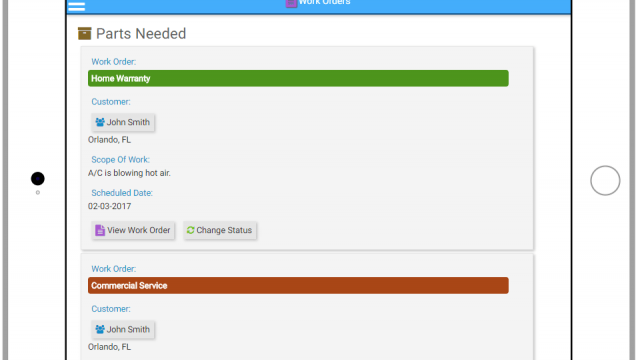 Work Orders
Parts Needed
Work Order:
Home Warranty
Customer:
John Smith
Orlando, FL
Scope Of Work:
A/C is blowing hot air.
Scheduled Date:
02-03-2017
View Work Order Change Status
Work Order:
Commercial Service
Customer:
John Smith
Orlando, FL